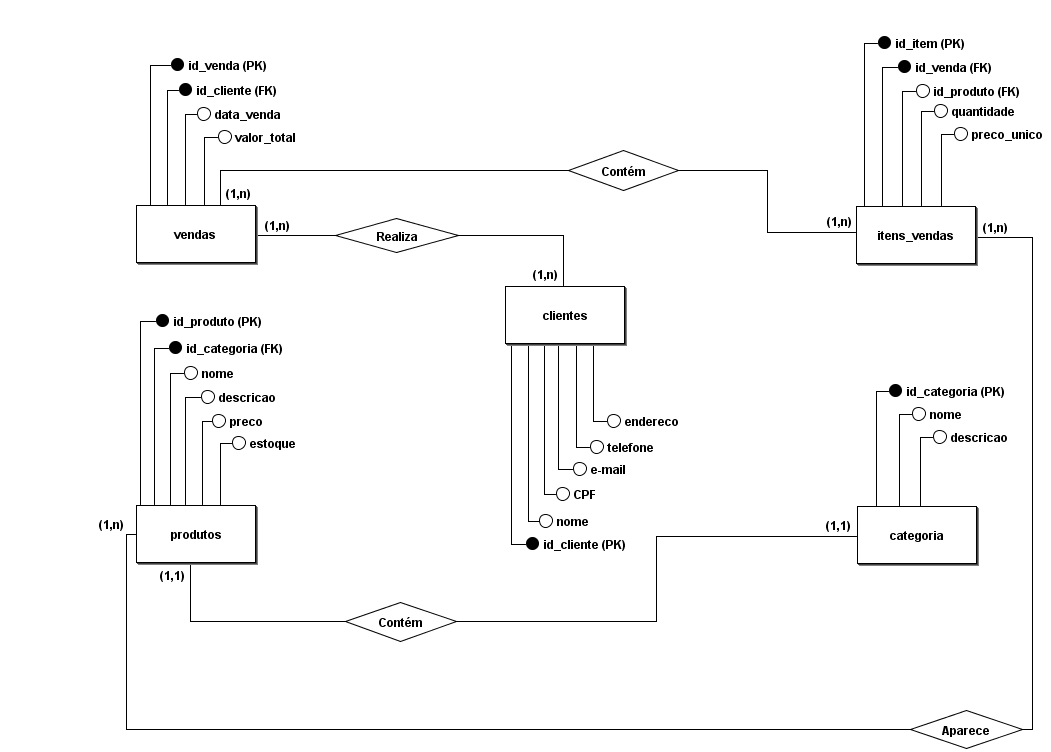 id_venda (PK)
id_cliente (FK)
data_venda
valor_total
(1,n)
vendas
(1,n)
Realiza
Contém
id_item (PK)
id_venda (FK)
id_produto (FK)
quantidade
preco_unico
(1,n)
itens_vendas
(1,n)
(1,n)
clientes
endereco
telefone
e-mail
CPF
nome
id_cliente (PK)
id_produto (PK)
id_categoria (FK)
nome
descricao
preco
estoque
(1,n)
produtos
(1,1)
Contém
id_categoria (PK)
nome
descricao
(1,1)
categoria
Aparece